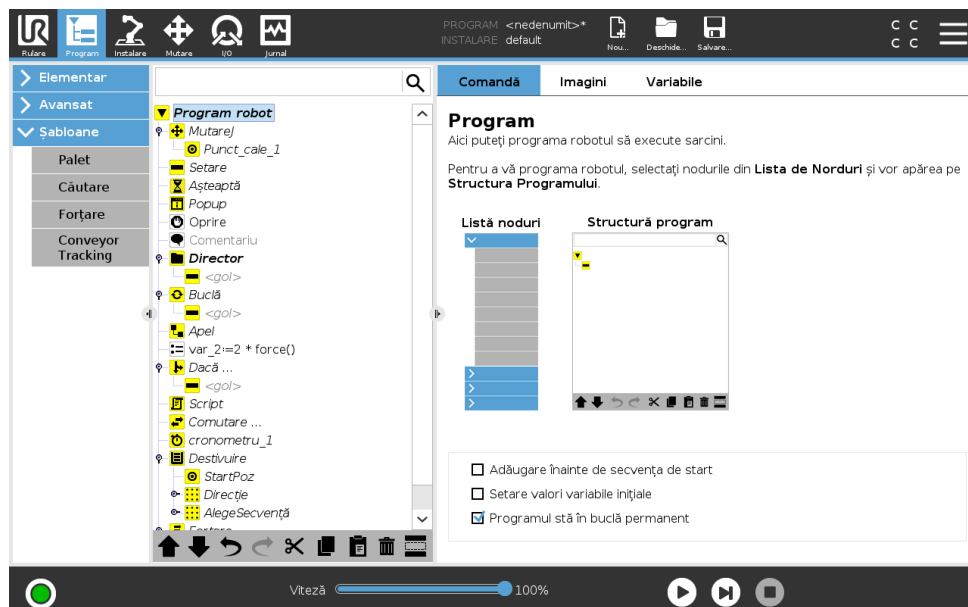 PROGRAM <nedenumit>*
INSTALARE default
Rulare
Program
Instalare
Mutare
I/O
Jurnal
Nou...
Deschide...
Salvare...
C C
C C
Elementar
Avansat
Șabloane
Palet
Căutare
Forțare
Conveyor
Tracking
Program robot
MutareJ
Punct_cale_1
Setare
Așteaptă
Popup
Oprire
Comentariu
Director
<gol>
Buclă
<gol>
Apel
var_2:=2 * force()
Dacă ...
<gol>
Script
Comutare ...
cronometru_1
Destivuire
StartPoz
Direcție
AlegeSecvență
Forțare
Comandă
Imagini
Variabile
Program
Aici puteți programa robotul să execute sarcini.
Pentru a vă programa robotul, selectați nodurile din Lista de Norduri și vor apărea pe
Structura Programului.
Listă noduri
Structură program
Adăugare înainte de secvența de start
Setare valori variabile inițiale
Programul stă în buclă permanent
Viteză
100%